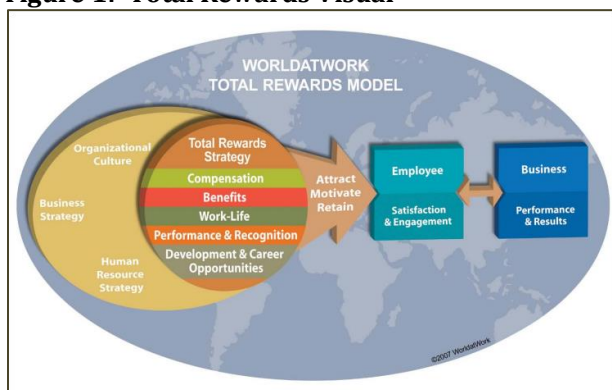 Figure 1. Total Rewards Visual
WORLDATWORK
TOTAL REWARDS MODEL
Organizational
Culture
Business
Strategy
Human
Resource
Strategy
Total Rewards
Strategy
Compensation
Benefits
Work-Life
Performance & Recognition
Development & Career
Opportunities
Attract
Motivate
Retain
Employee
Satisfaction
& Engagement
Business
Performance
& Results
©2007 WorldatWork